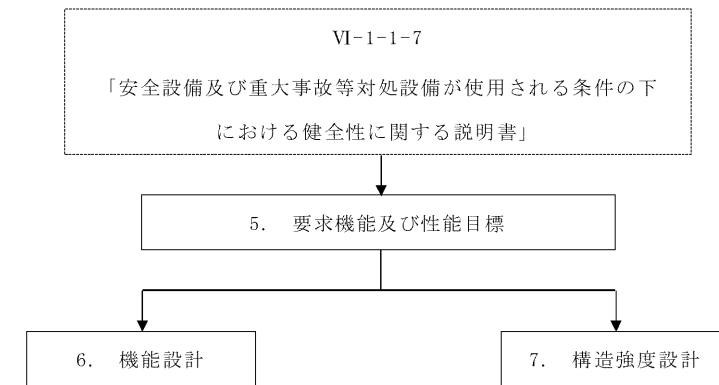 Ⅵ-1-1-7
「安全設備及び重大事故等対処設備が使用される条件の下
における健全性に関する説明書」
5. 要求機能及び性能目標
6. 機能設計
7. 構造強度設計